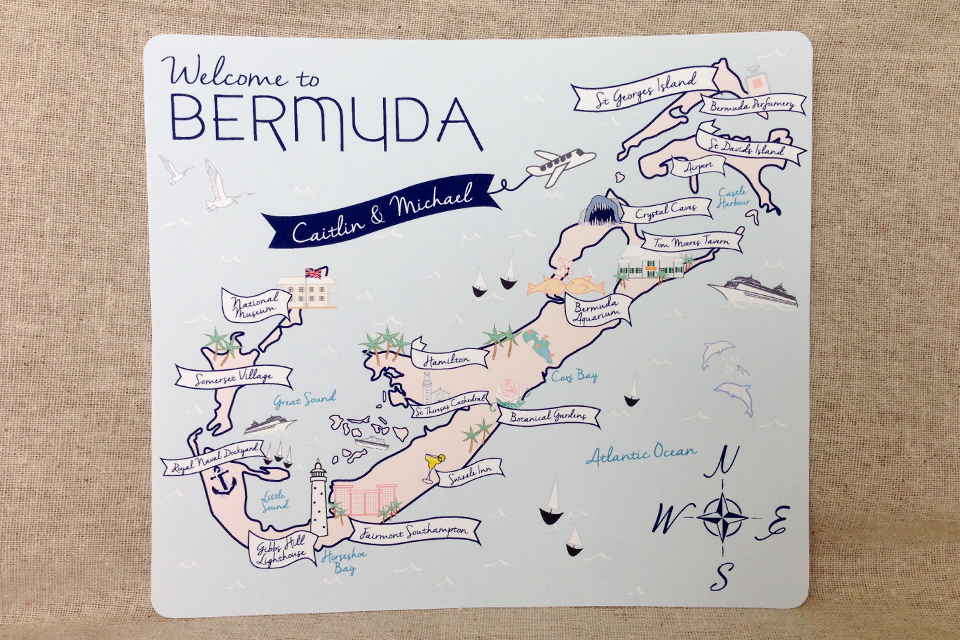 Welcome to
BERMUDA
Caitlin & Michael
St Georges Island
Bermuda Perfumery
St Davids Island
Airport
Castle
Harbour
Crystal Caves
Tom Moores Tavern
National
Museum
Bermuda
Aquarium
Somerset Village
Hamilton
Coxs Bay
Great Sound
St Theresas Cathedral
Botanical Gardens
Royal Naval Dockyard
Atlantic Ocean
Swizzle Inn
Little
Sound
Fairmont Southampton
Gibbs Hill
Lighthouse
Horseshoe
Bay
N
W E
S